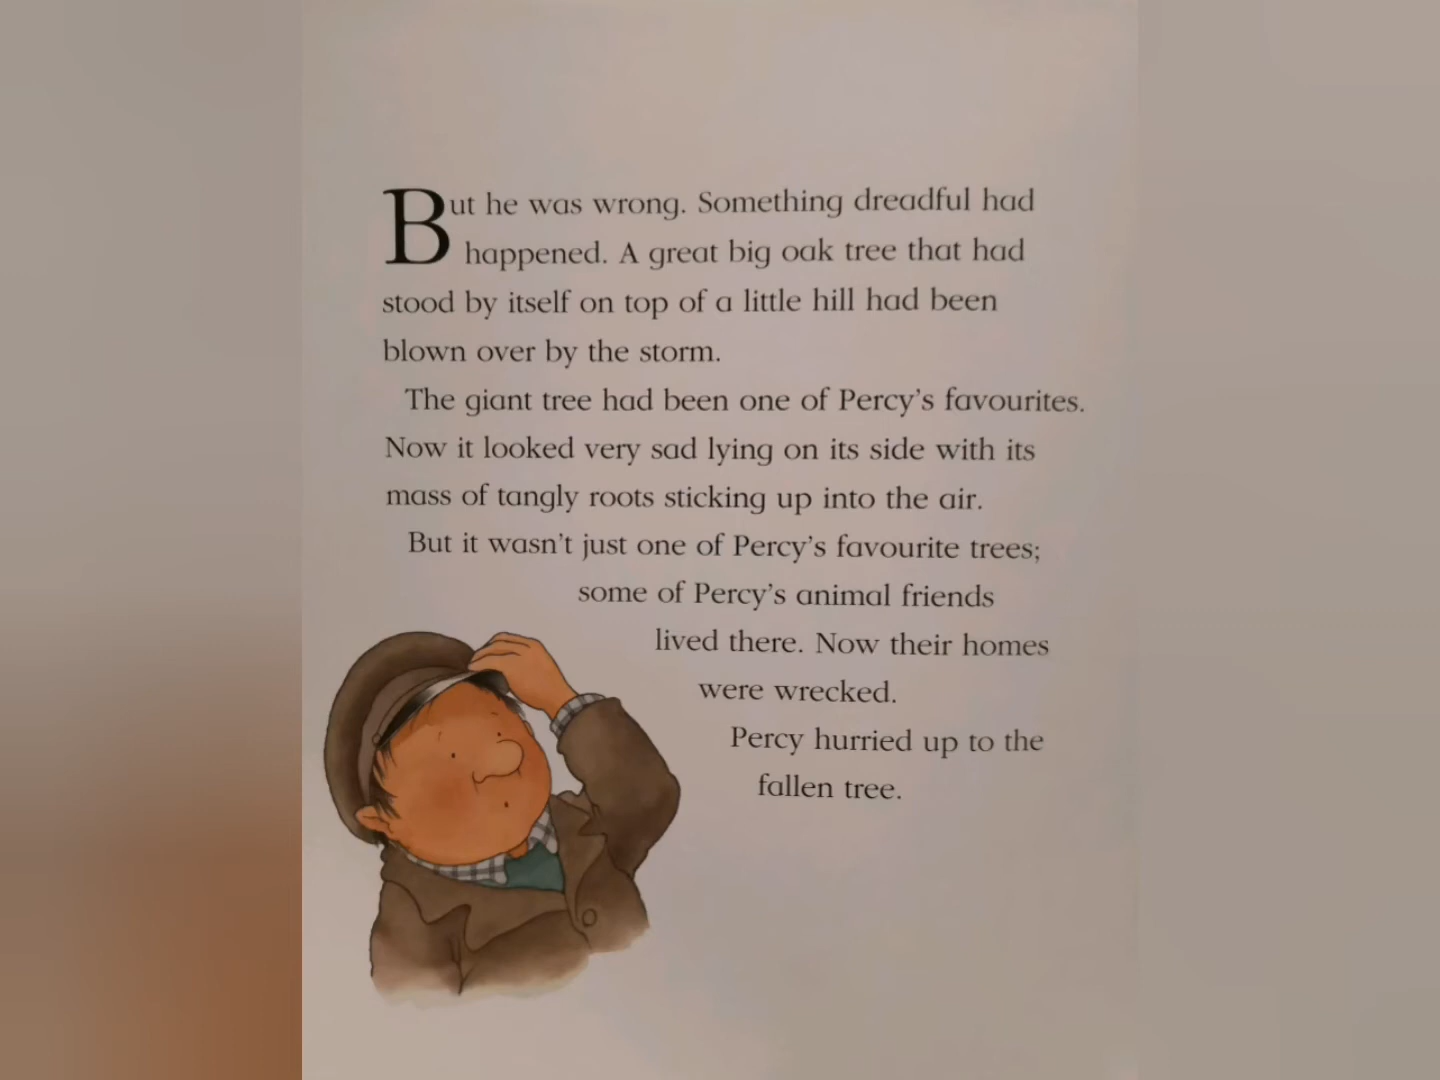 But he was wrong. Something dreadful had
happened. A great big oak tree that had
stood by itself on top of a little hill had been
blown over by the storm.
The giant tree had been one of Percy's favourites.
Now it looked very sad lying on its side with its
mass of tangly roots sticking up into the air.
But it wasn't just one of Percy's favourite trees;
some of Percy's animal friends
lived there. Now their homes
were wrecked.
Percy hurried up to the
fallen tree.